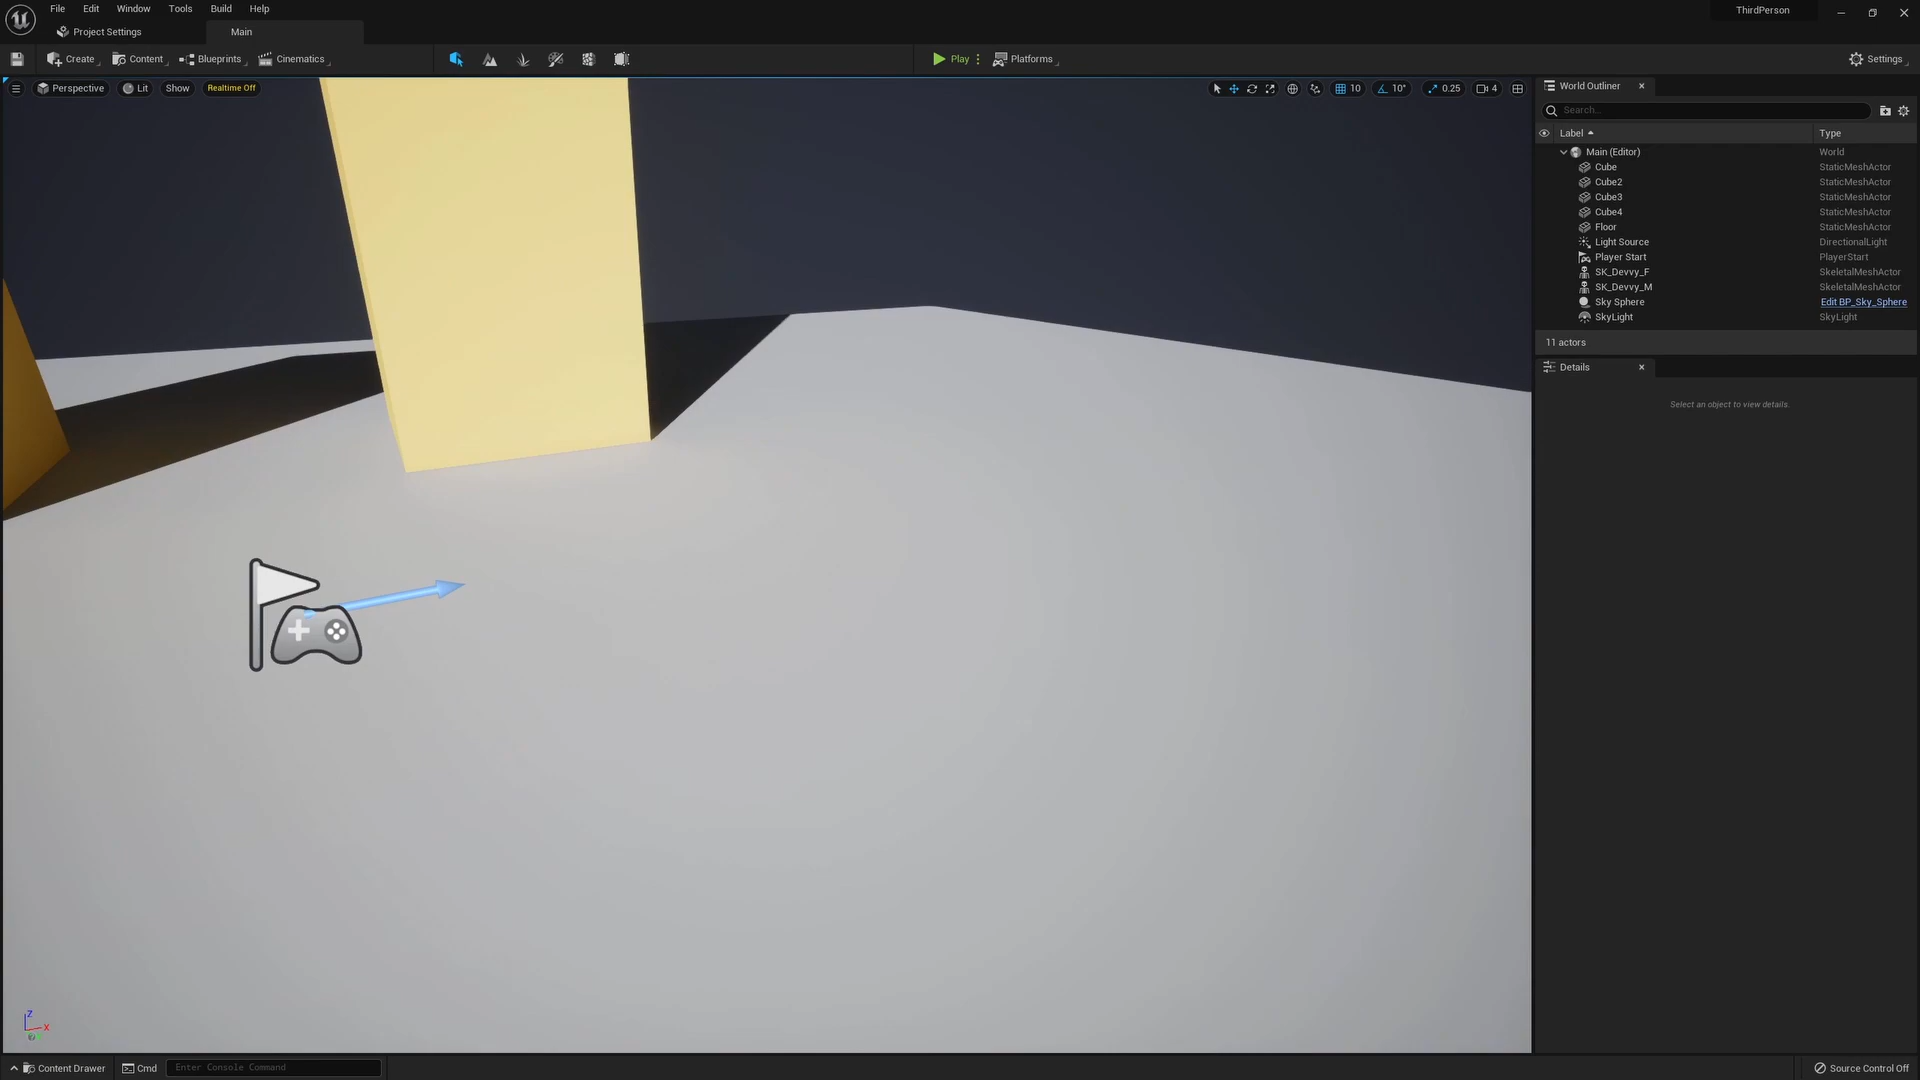 File Edit Window Tools Build Help
ThirdPerson
Project Settings
Main
Create
Content
Blueprints
Cinematics
Play
Platforms
Settings
Perspective
Lit
Show
Realtime Off
10
10°
0.25
4
World Outliner
Search...
Label
Type
Main (Editor) World
Cube StaticMeshActor
Cube2 StaticMeshActor
Cube3 StaticMeshActor
Cube4 StaticMeshActor
Floor StaticMeshActor
Light Source DirectionalLight
Player Start PlayerStart
SK_Devvy_F SkeletalMeshActor
SK_Devvy_M SkeletalMeshActor
Sky Sphere Edit BP_Sky_Sphere
SkyLight SkyLight
11 actors
Details
Select an object to view details.
Z
X
Content Drawer
Cmd
Enter Console Command
Source Control Off